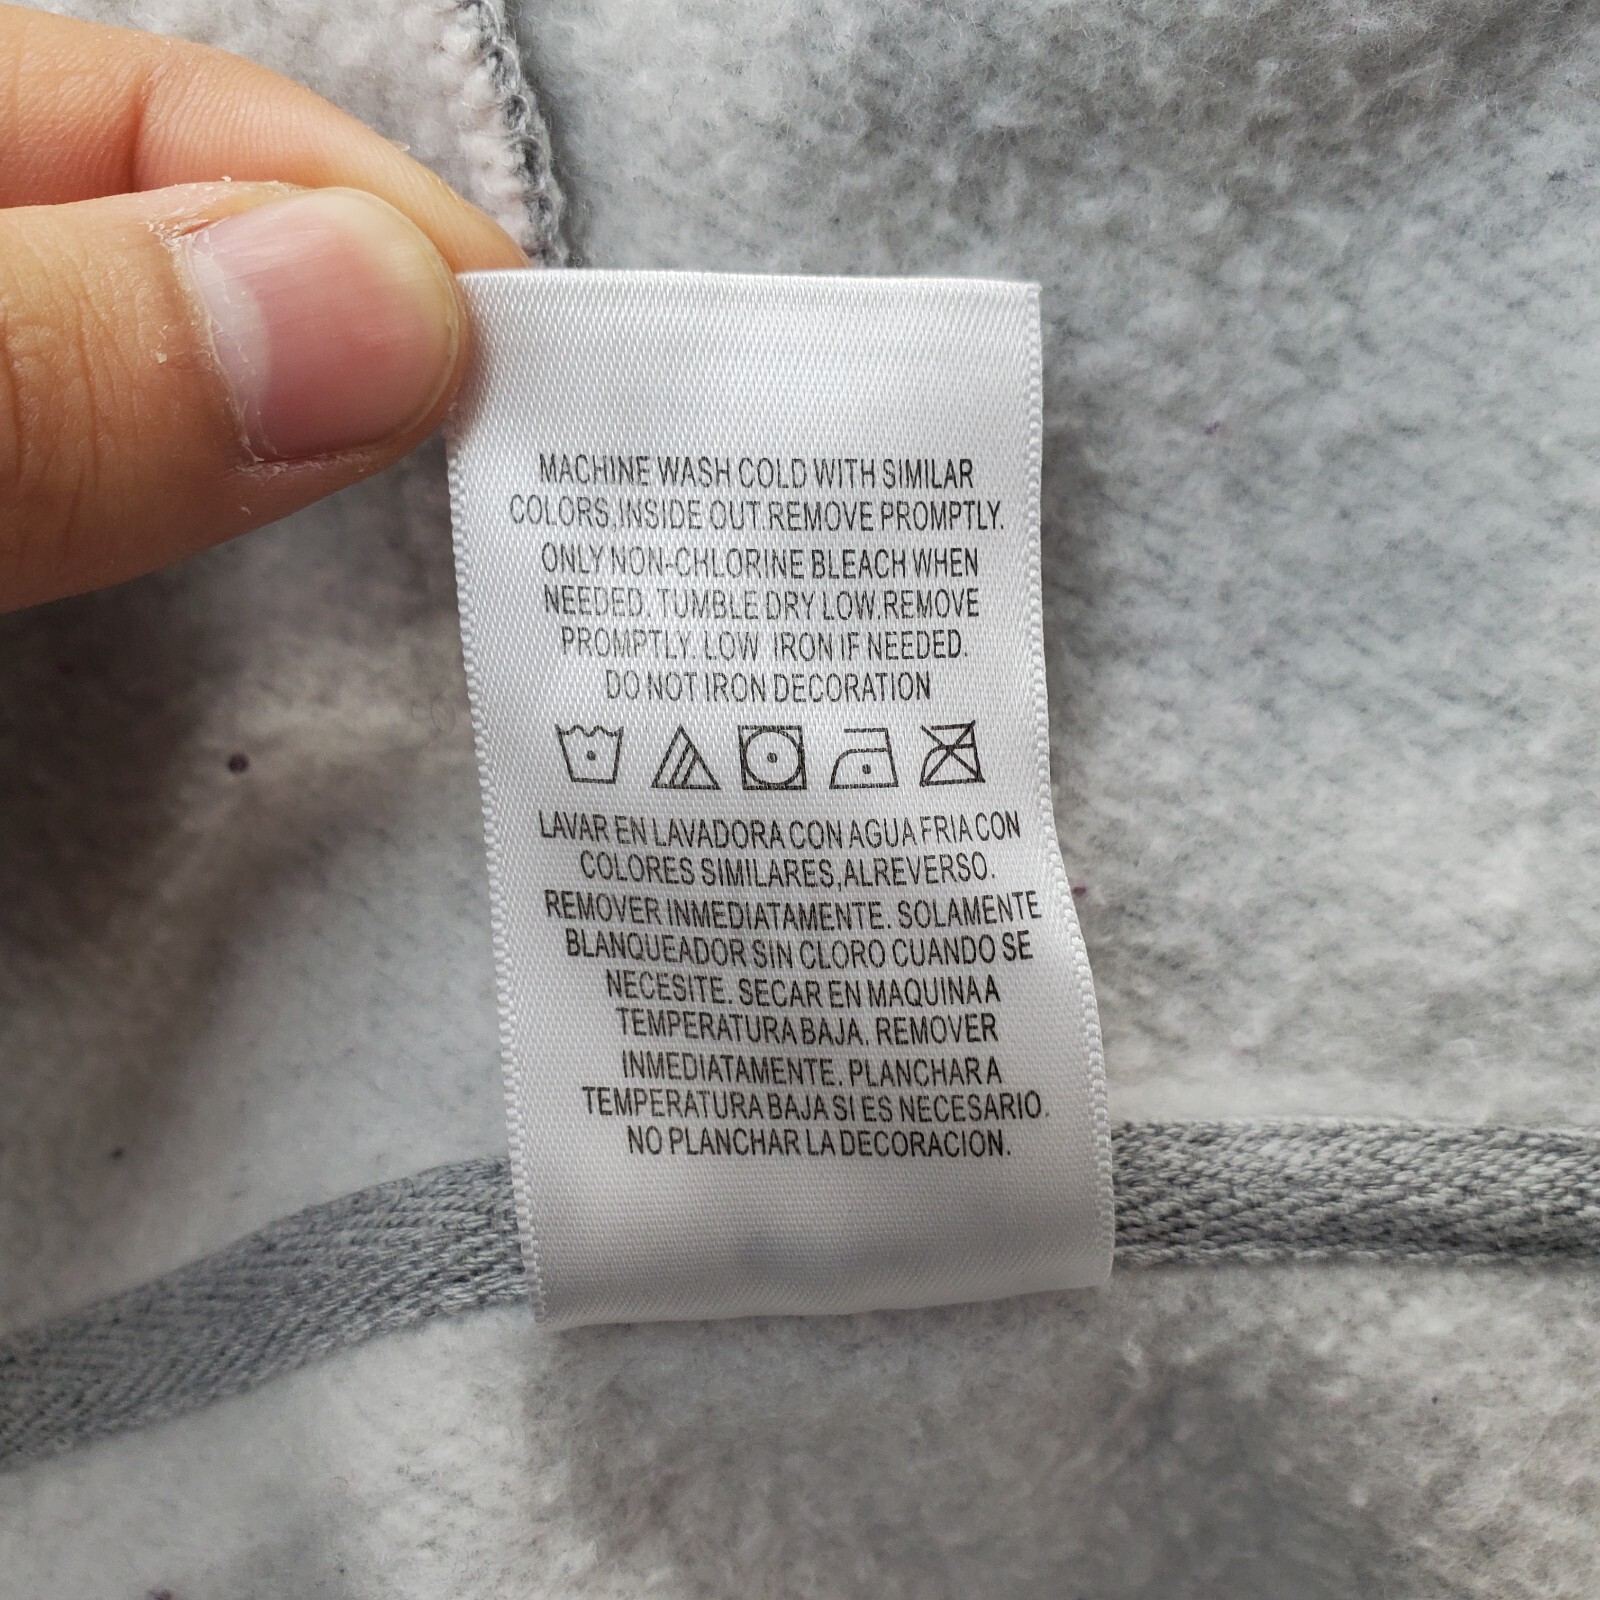 MACHINE WASH COLD WITH SIMILAR
COLORS,INSIDE OUT.REMOVE PROMPTLY.
ONLY NON-CHLORINE BLEACH WHEN
NEEDED. TUMBLE DRY LOW.REMOVE
PROMPTLY. LOW IRON IF NEEDED.
DO NOT IRON DECORATION
LAVAR EN LAVADORA CON AGUA FRIA CON
COLORES SIMILARES,ALREVERSO.
REMOVER INMEDIATAMENTE. SOLAMENTE
BLANQUEADOR SIN CLORO CUANDO SE
NECESITE. SECAR EN MAQUINA A
TEMPERATURA BAJA. REMOVER
INMEDIATAMENTE. PLANCHAR A
TEMPERATURA BAJA SI ES NECESARIO.
NO PLANCHAR LA DECORACION.